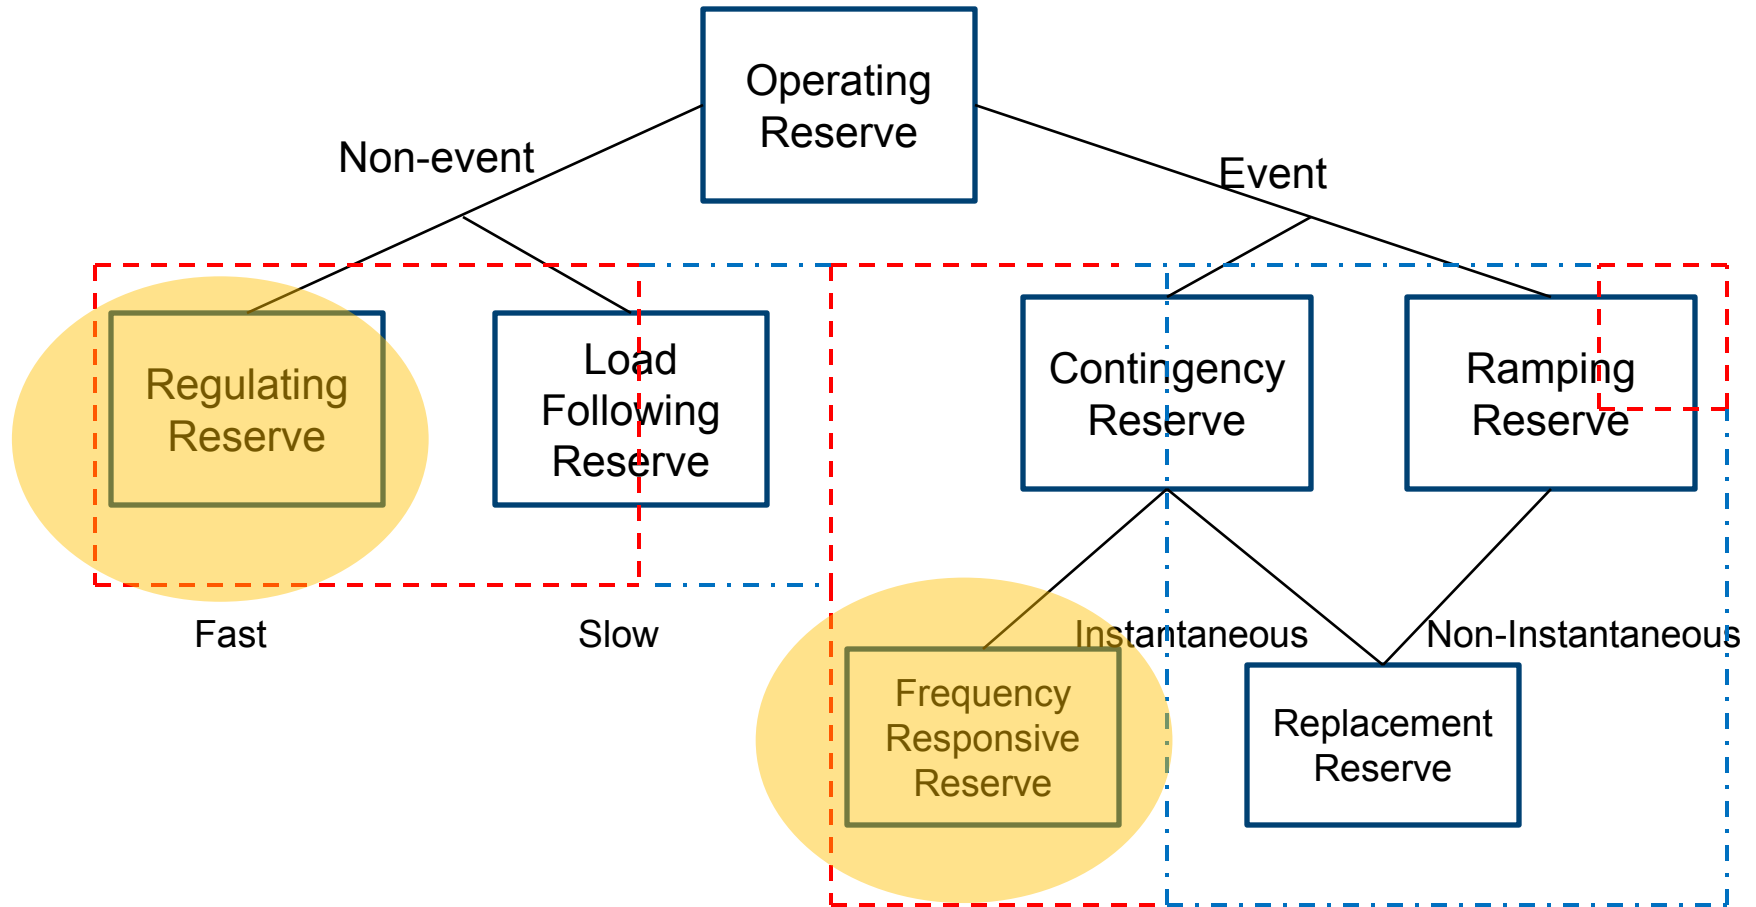 Operating
Reserve
Non-event
Event
Regulating
Reserve
Load
Following
Reserve
Contingency
Reserve
Ramping
Reserve
Fast
Slow
Instantaneous
Non-Instantaneous
Frequency
Responsive
Reserve
Replacement
Reserve